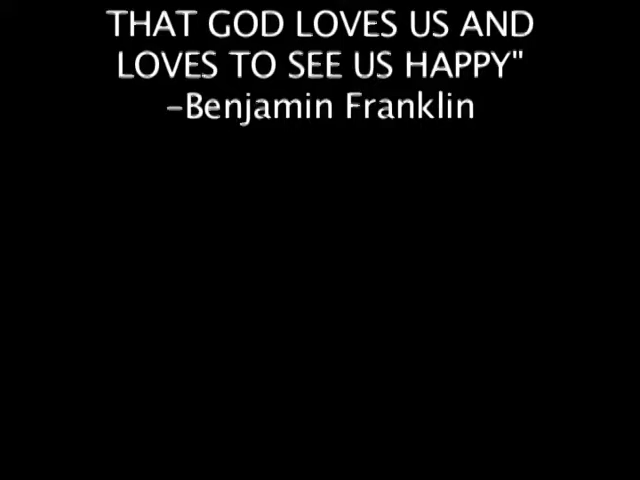 THAT GOD LOVES US AND
LOVES TO SEE US HAPPY"
-Benjamin Franklin